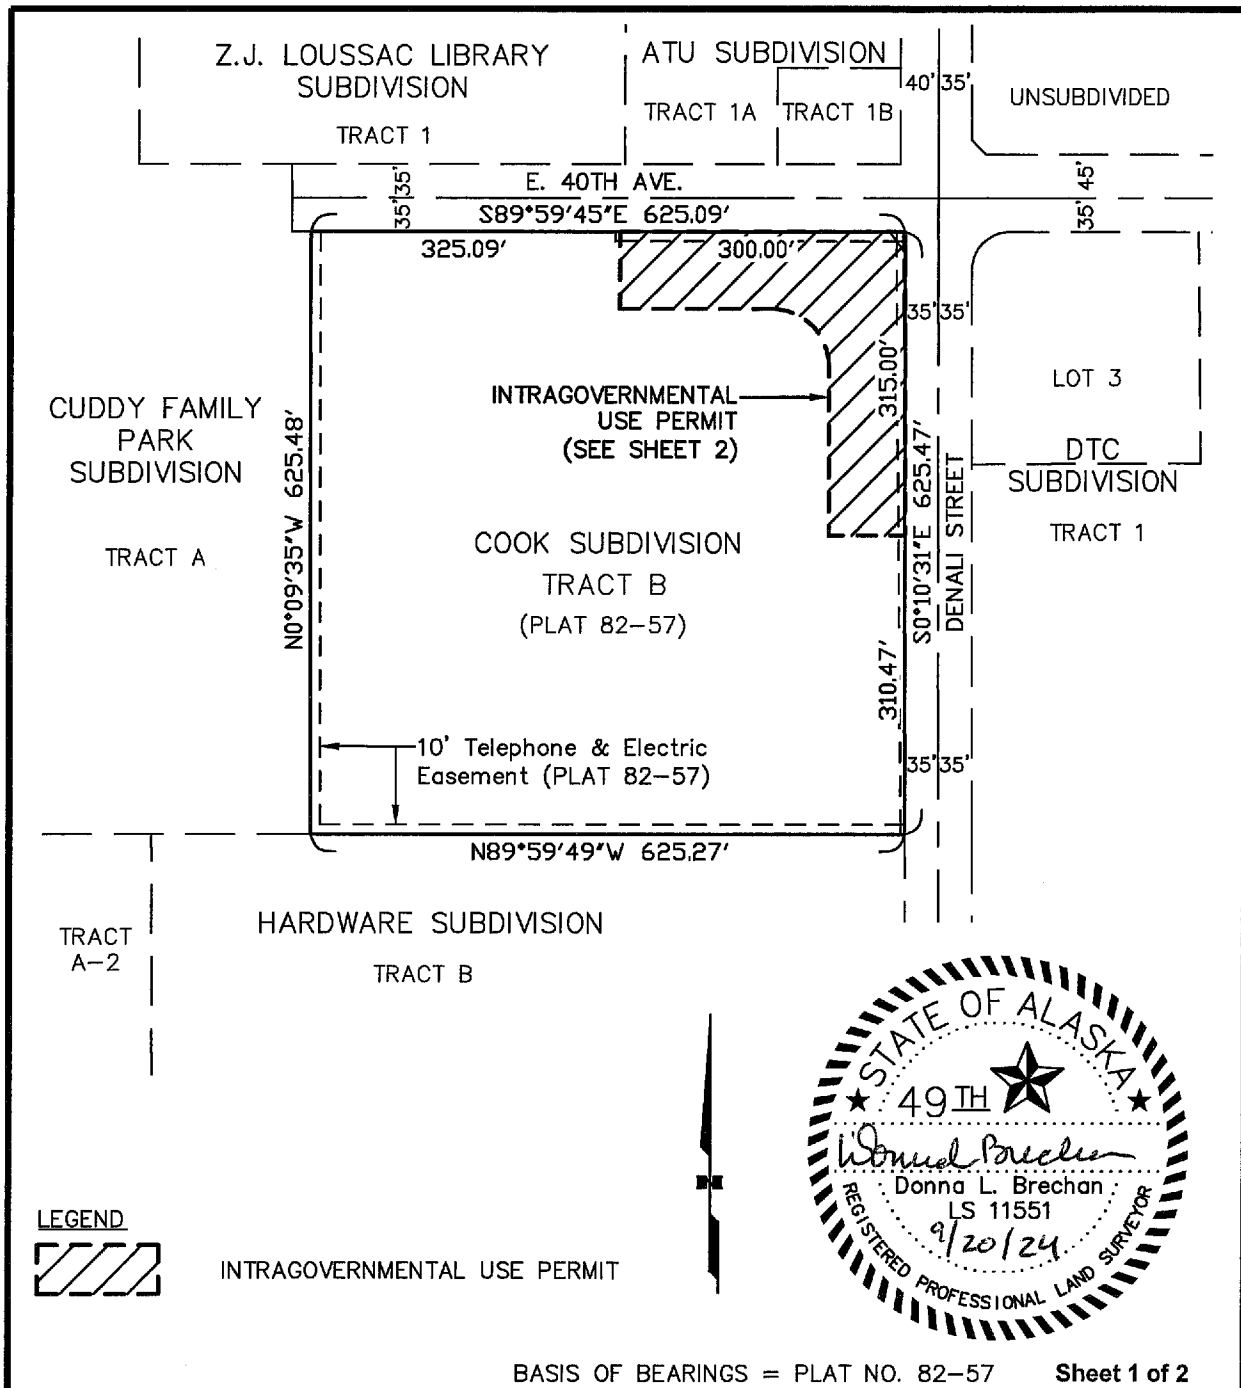 Z.J. LOUSSAC LIBRARY
SUBDIVISION
TRACT 1
ATU SUBDIVISION
TRACT 1A
TRACT 1B
40' 35'
UNSUBDIVIDED
35' 35'
E. 40TH AVE.
35' 45'
S89°59'45"E 625.09'
325.09'
300.00'
35' 35'
315.00'
INTRAGOVERNMENTAL
USE PERMIT
(SEE SHEET 2)
LOT 3
DTC
SUBDIVISION
TRACT 1
CUDDY FAMILY
PARK
SUBDIVISION
TRACT A
N0°09'35"W 625.48'
S0°10'31"E 625.47'
DENALI STREET
COOK SUBDIVISION
TRACT B
(PLAT 82-57)
310.47'
10' Telephone & Electric
Easement (PLAT 82-57)
35' 35'
N89°59'49"W 625.27'
TRACT
A-2
HARDWARE SUBDIVISION
TRACT B
N
STATE OF ALASKA
49 TH
Donna L. Brechan
LS 11551
9/20/24
REGISTERED PROFESSIONAL LAND SURVEYOR
LEGEND
INTRAGOVERNMENTAL USE PERMIT
BASIS OF BEARINGS = PLAT NO. 82-57
Sheet 1 of 2